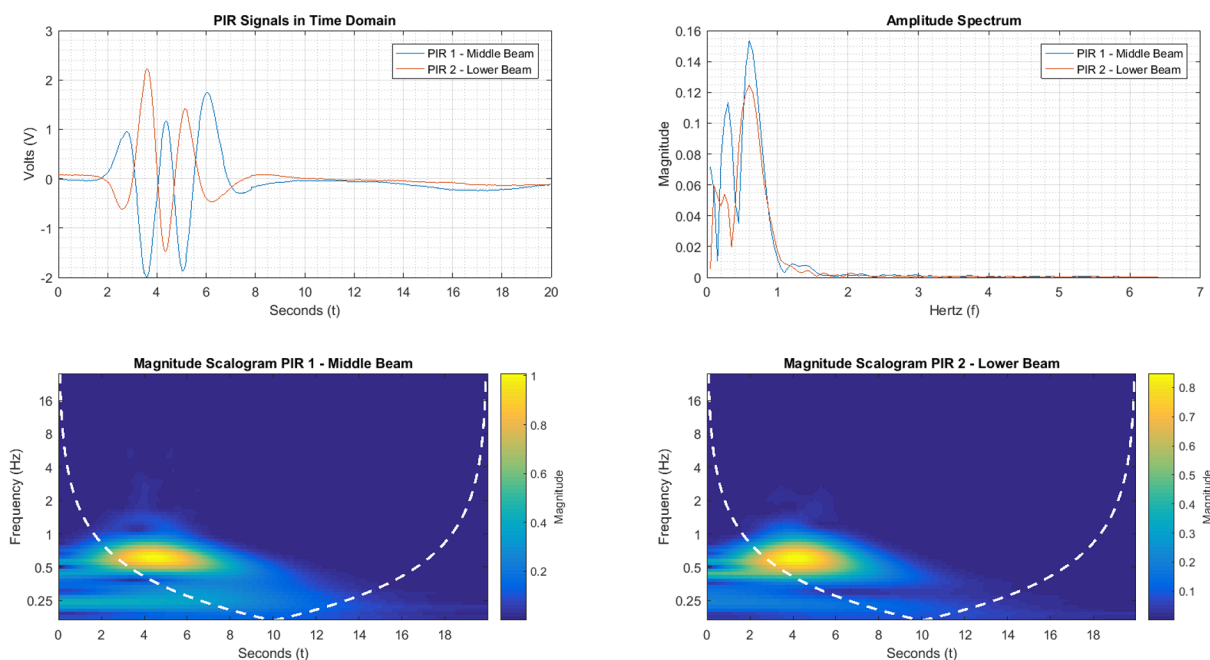 PIR Signals in Time Domain
3
2
1
0
-1
-2
Volts (V)
PIR 1 - Middle Beam
PIR 2 - Lower Beam
0 2 4 6 8 10 12 14 16 18 20
Seconds (t)
Amplitude Spectrum
0.16
0.14
0.12
0.1
0.08
0.06
0.04
0.02
0
Magnitude
PIR 1 - Middle Beam
PIR 2 - Lower Beam
0 1 2 3 4 5 6 7
Hertz (f)
Magnitude Scalogram PIR 1 - Middle Beam
16
8
4
2
1
0.5
0.25
Frequency (Hz)
0 2 4 6 8 10 12 14 16 18
Seconds (t)
1
0.8
0.6
0.4
0.2
Magnitude
Magnitude Scalogram PIR 2 - Lower Beam
16
8
4
2
1
0.5
0.25
Frequency (Hz)
0 2 4 6 8 10 12 14 16 18
Seconds (t)
0.8
0.7
0.6
0.5
0.4
0.3
0.2
0.1
Magnitude